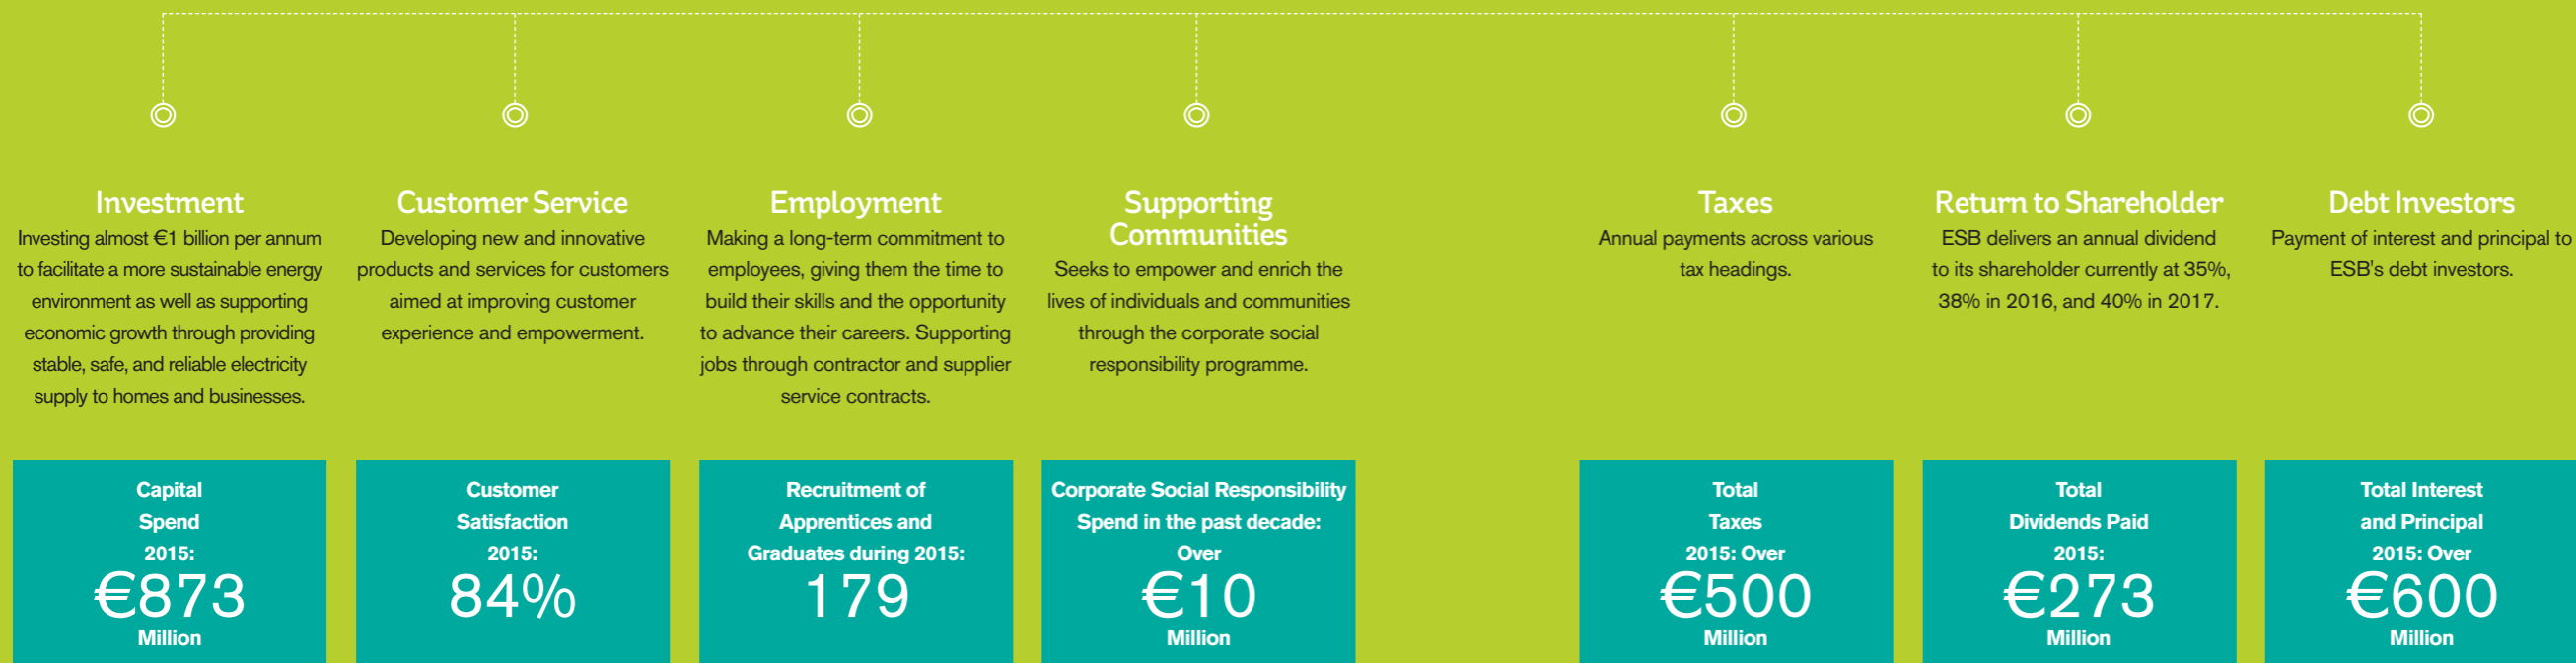 Investment
Investing almost €1 billion per annum
to facilitate a more sustainable energy
environment as well as supporting
economic growth through providing
stable, safe, and reliable electricity
supply to homes and businesses.
Capital
Spend
2015:
€873
Million
Customer Service
Developing new and innovative
products and services for customers
aimed at improving customer
experience and empowerment.
Customer
Satisfaction
2015:
84%
Employment
Making a long-term commitment to
employees, giving them the time to
build their skills and the opportunity
to advance their careers. Supporting
jobs through contractor and supplier
service contracts.
Recruitment of
Apprentices and
Graduates during 2015:
179
Supporting
Communities
Seeks to empower and enrich the
lives of individuals and communities
through the corporate social
responsibility programme.
Corporate Social Responsibility
Spend in the past decade:
Over
€10
Million
Taxes
Annual payments across various
tax headings.
Total
Taxes
2015: Over
€500
Million
Return to Shareholder
ESB delivers an annual dividend
to its shareholder currently at 35%,
38% in 2016, and 40% in 2017.
Total
Dividends Paid
2015:
€273
Million
Debt Investors
Payment of interest and principal to
ESB's debt investors.
Total Interest
and Principal
2015: Over
€600
Million